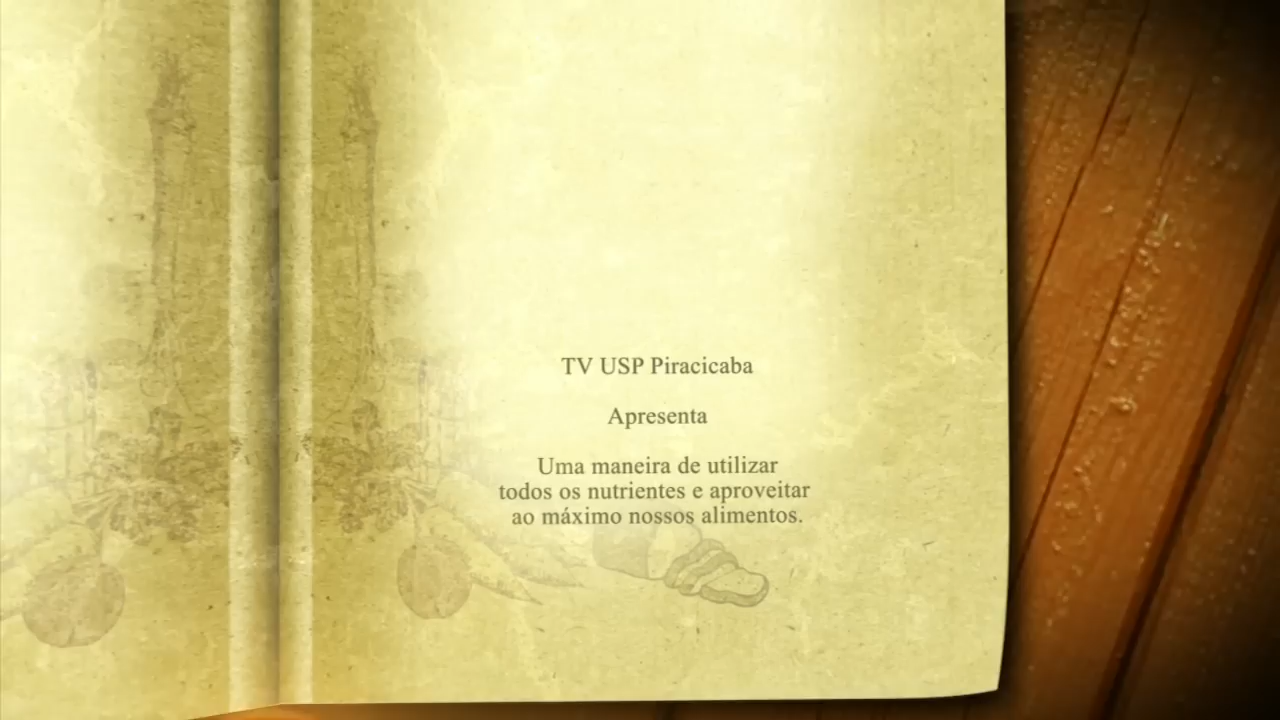 TV USP Piracicaba
Apresenta
Uma maneira de utilizar
todos os nutrientes e aproveitar
ao máximo nossos alimentos.